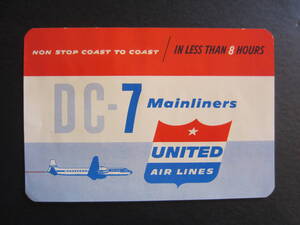 NON STOP COAST TO COAST / IN LESS THAN 8 HOURS
DC-7 Mainliners
UNITED
AIR LINES